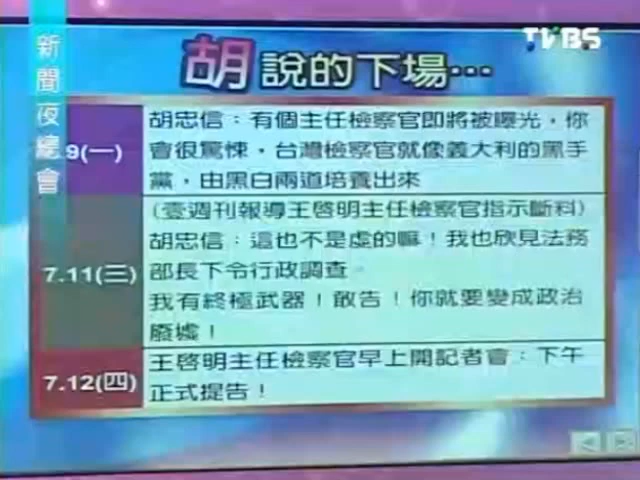 TVBS
新聞夜總會
胡說的下場…
9(一)
胡忠信：有個主任檢察官即將被曝光，你
會很驚悚，台灣檢察官就像義大利的黑手
黨，由黑白兩道培養出來
7.11(三)
(壹週刊報導王啓明主任檢察官指示斷料)
胡忠信：這也不是虛的嘛！我也欣見法務
部長下令行政調查。
我有終極武器！敢告！你就要變成政治
廢墟！
7.12(四)
王啓明主任檢察官早上開記者會：下午
正式提告！